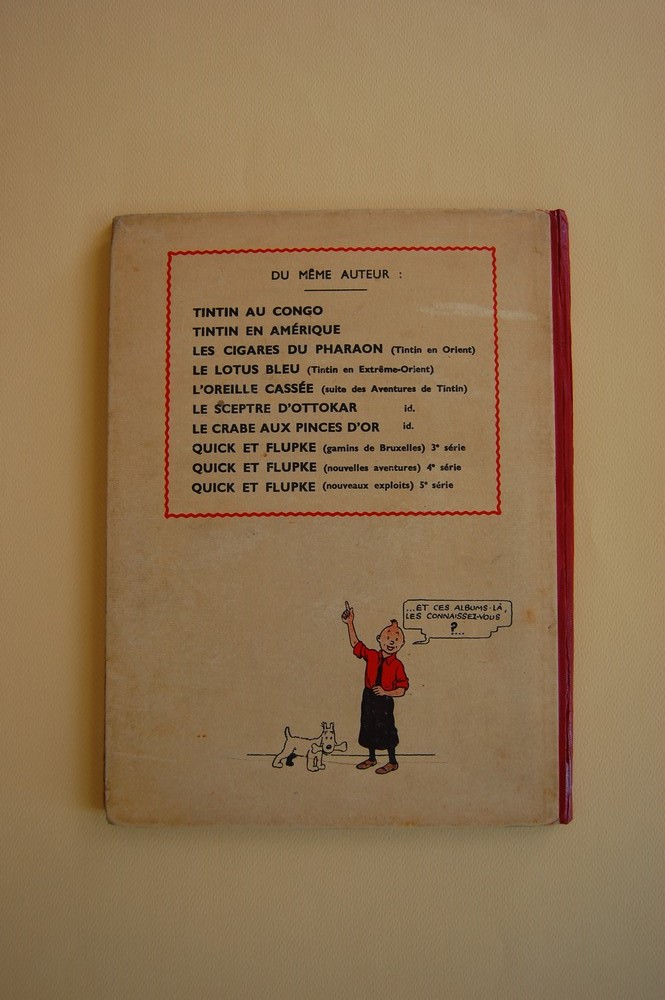 DU MÊME AUTEUR :
TINTIN AU CONGO
TINTIN EN AMÉRIQUE
LES CIGARES DU PHARAON (Tintin en Orient)
LE LOTUS BLEU (Tintin en Extrême-Orient)
L'OREILLE CASSÉE (suite des Aventures de Tintin)
LE SCEPTRE D'OTTOKAR id.
LE CRABE AUX PINCES D'OR id.
QUICK ET FLUPKE (gamins de Bruxelles) 3e série
QUICK ET FLUPKE (nouvelles aventures) 4e série
QUICK ET FLUPKE (nouveaux exploits) 5e série
...ET CES ALBUMS-LÀ,
LES CONNAISSEZ-VOUS
?...